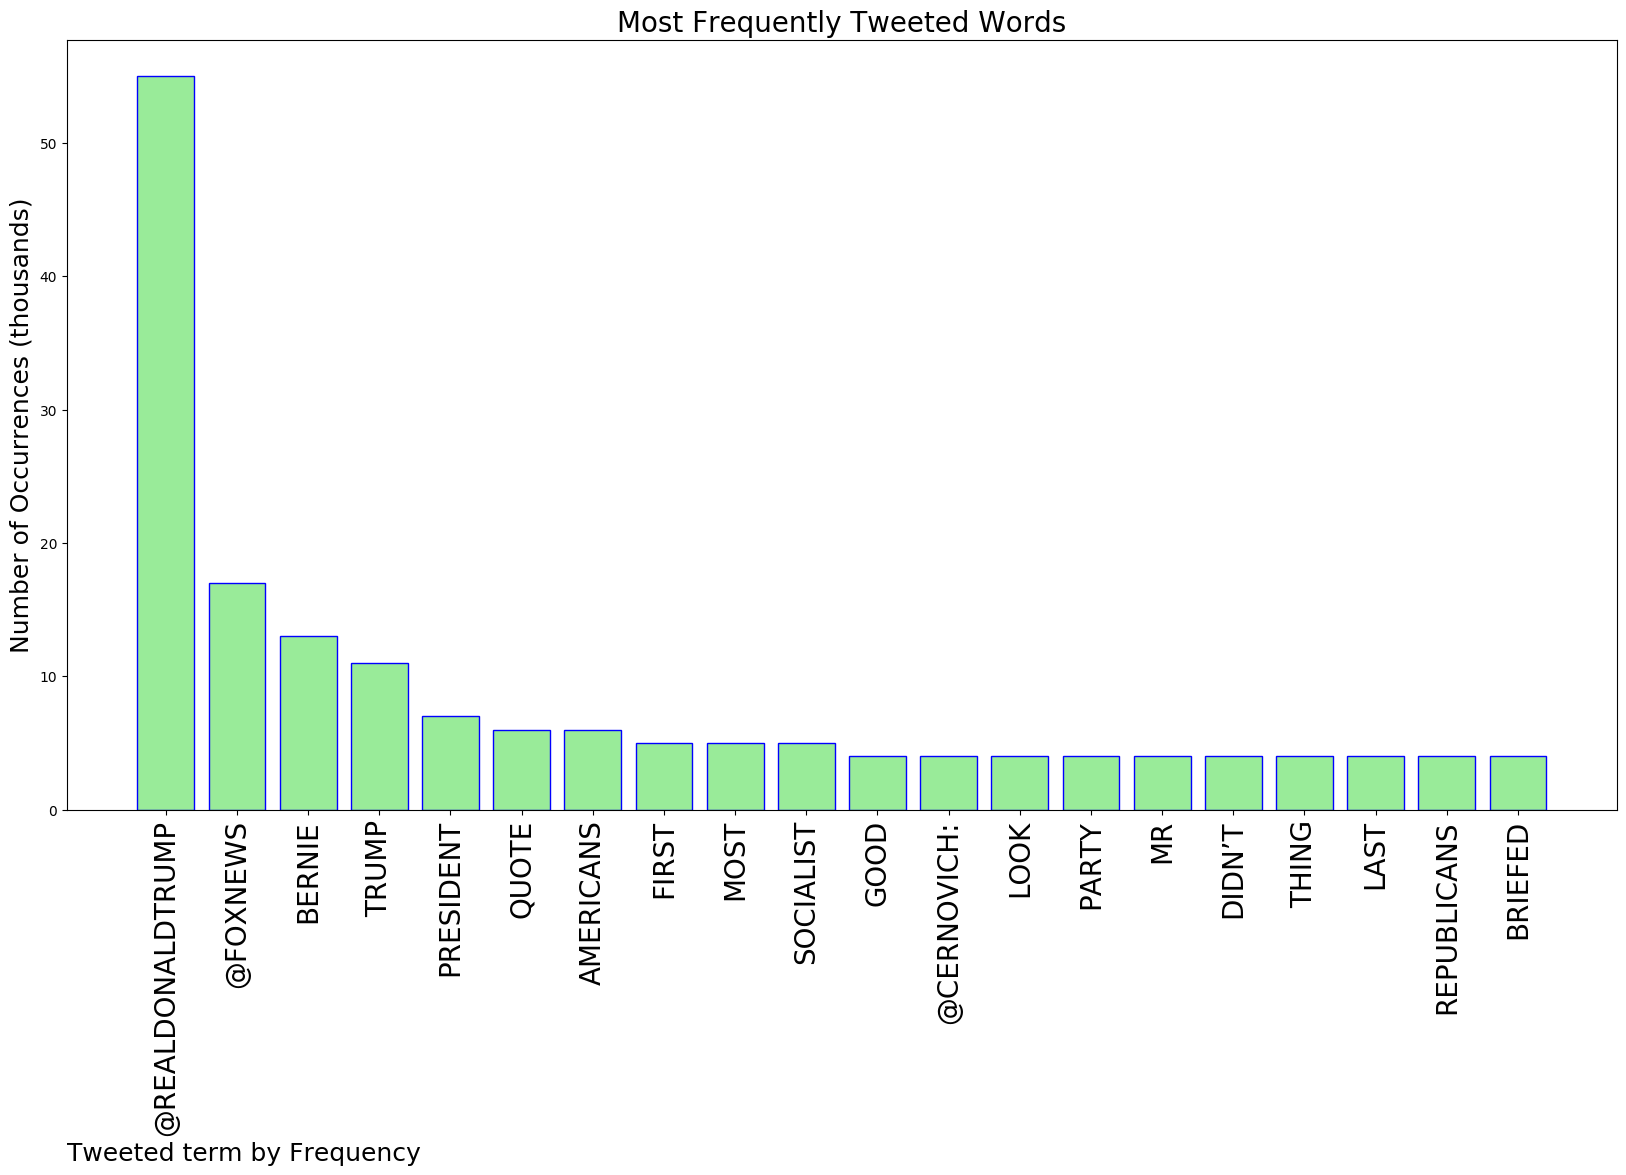 Most Frequently Tweeted Words
Number of Occurrences (thousands)
50
40
30
20
10
0
@REALDONALDTRUMP
@FOXNEWS
BERNIE
TRUMP
PRESIDENT
QUOTE
AMERICANS
FIRST
MOST
SOCIALIST
GOOD
@CERNOVICH:
LOOK
PARTY
MR
DIDN’T
THING
LAST
REPUBLICANS
BRIEFED
Tweeted term by Frequency